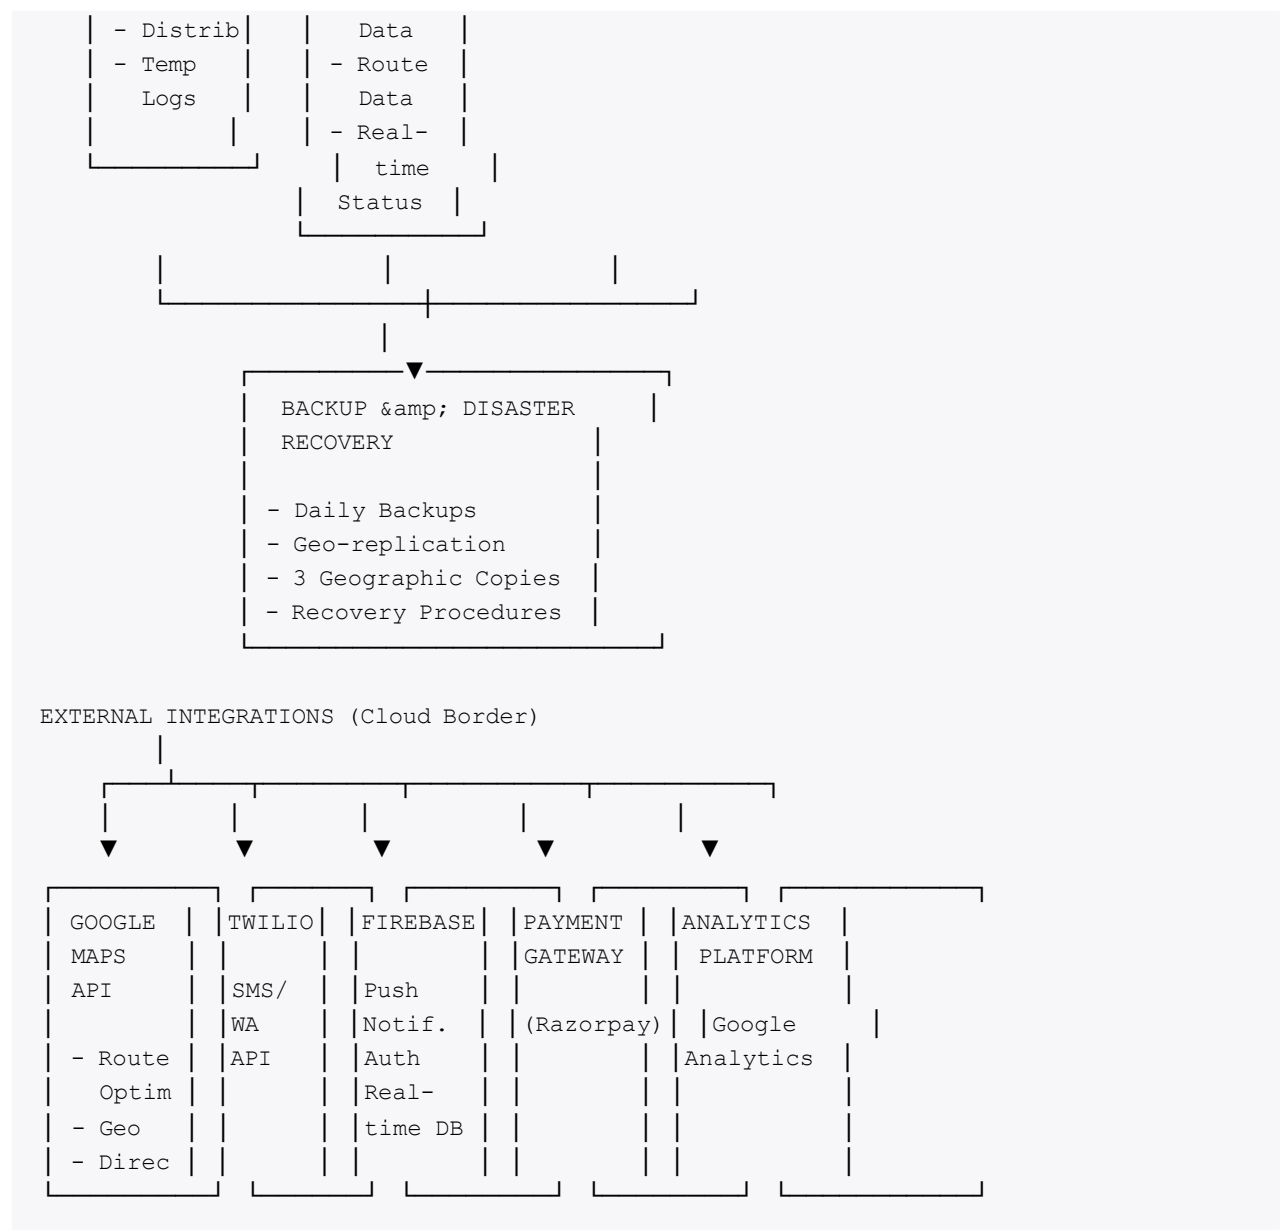 - Distrib Data
- Temp - Route
Logs Data
- Real-
time
Status
BACKUP &amp; DISASTER
RECOVERY
- Daily Backups
- Geo-replication
- 3 Geographic Copies
- Recovery Procedures
EXTERNAL INTEGRATIONS (Cloud Border)
GOOGLE TWILIO FIREBASE PAYMENT ANALYTICS
MAPS GATEWAY PLATFORM
API SMS/ Push
WA Notif. (Razorpay) Google
- Route API Auth Analytics
Optim Real-
- Geo time DB
- Direc